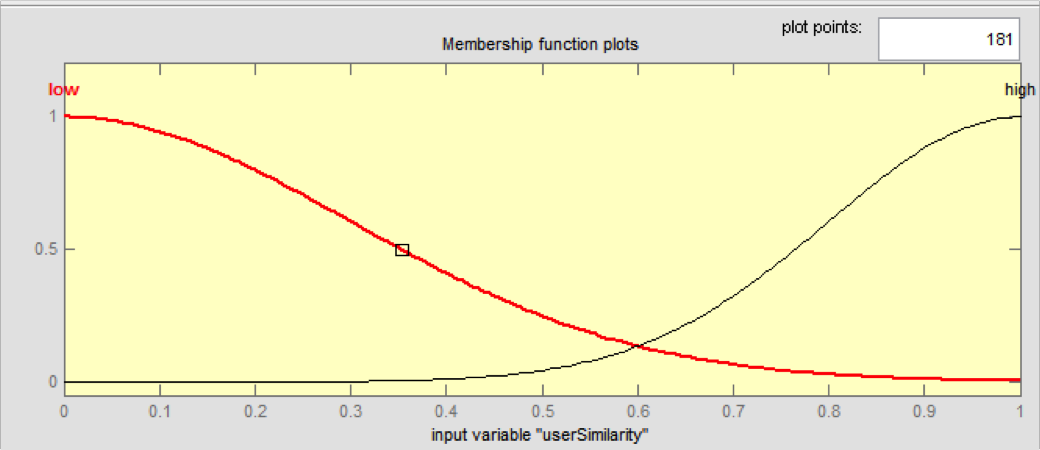 plot points: 181
Membership function plots
low high
1
0.5
0
0 0.1 0.2 0.3 0.4 0.5 0.6 0.7 0.8 0.9 1
input variable "userSimilarity"